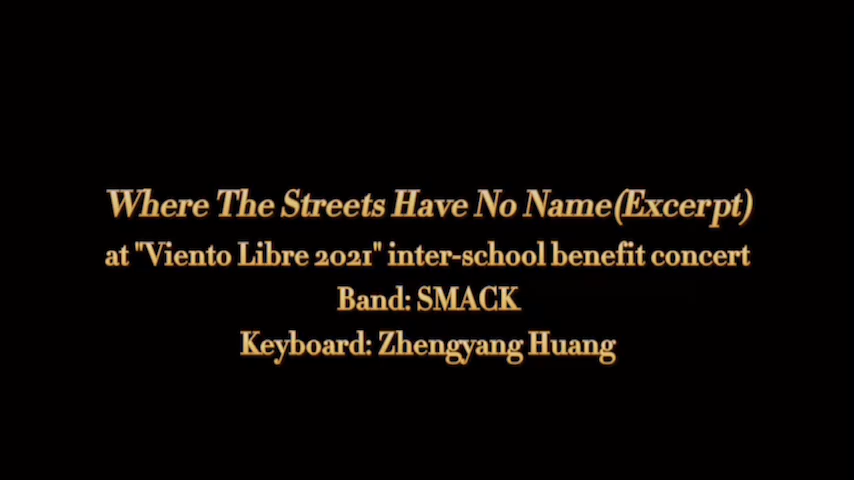 Where The Streets Have No Name(Excerpt)
at "Viento Libre 2021" inter-school benefit concert
Band: SMACK
Keyboard: Zhengyang Huang